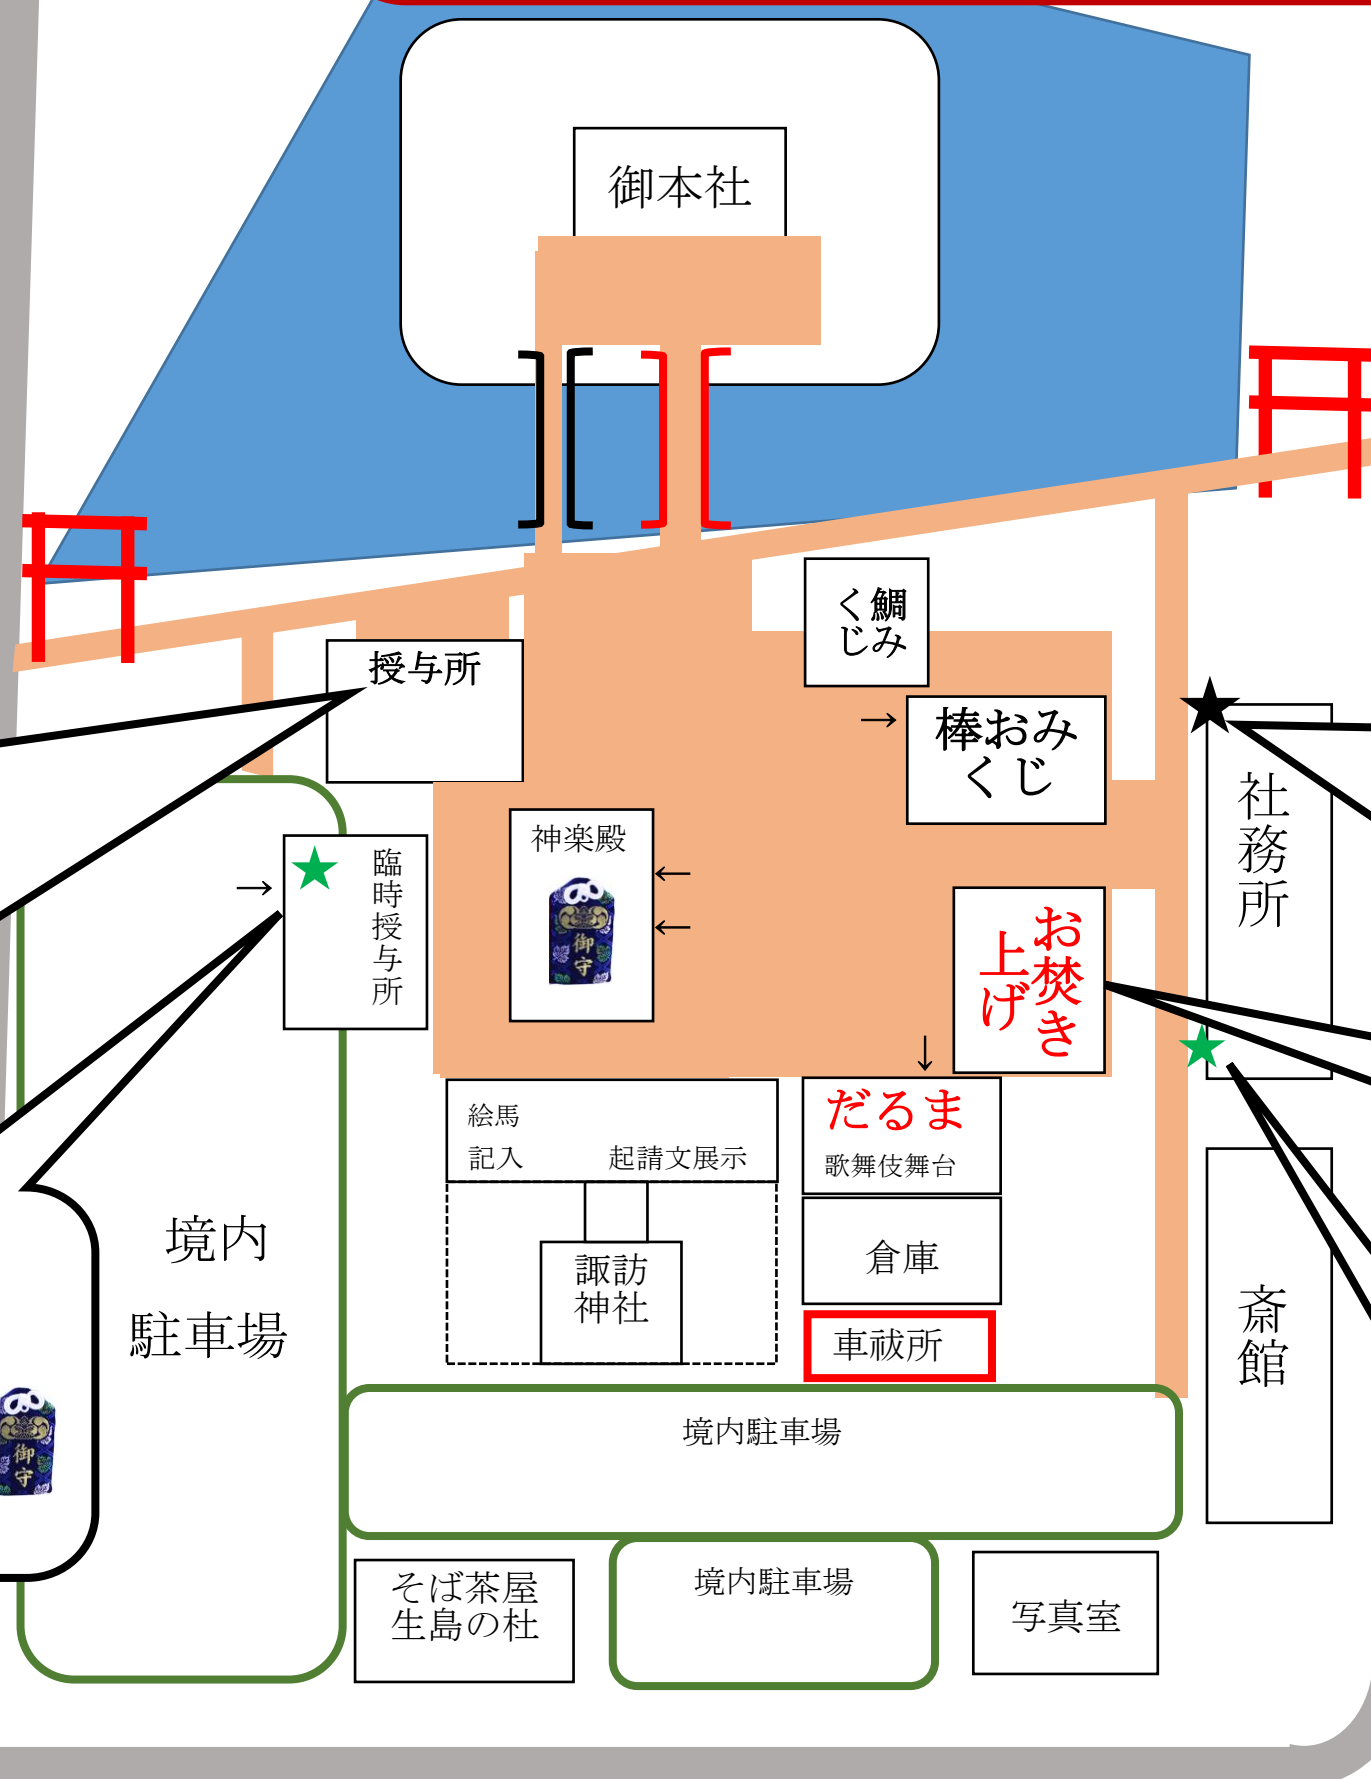 御本社
鯛み
くじ
授与所
棒おみ
くじ
社務所
神楽殿
御守
臨時授与所
お焚き
上げ
絵馬
記入
起請文展示
だるま
歌舞伎舞台
倉庫
諏訪
神社
車祓所
境内
駐車場
斎館
御守
境内駐車場
境内駐車場
そば茶屋
生島の杜
写真室